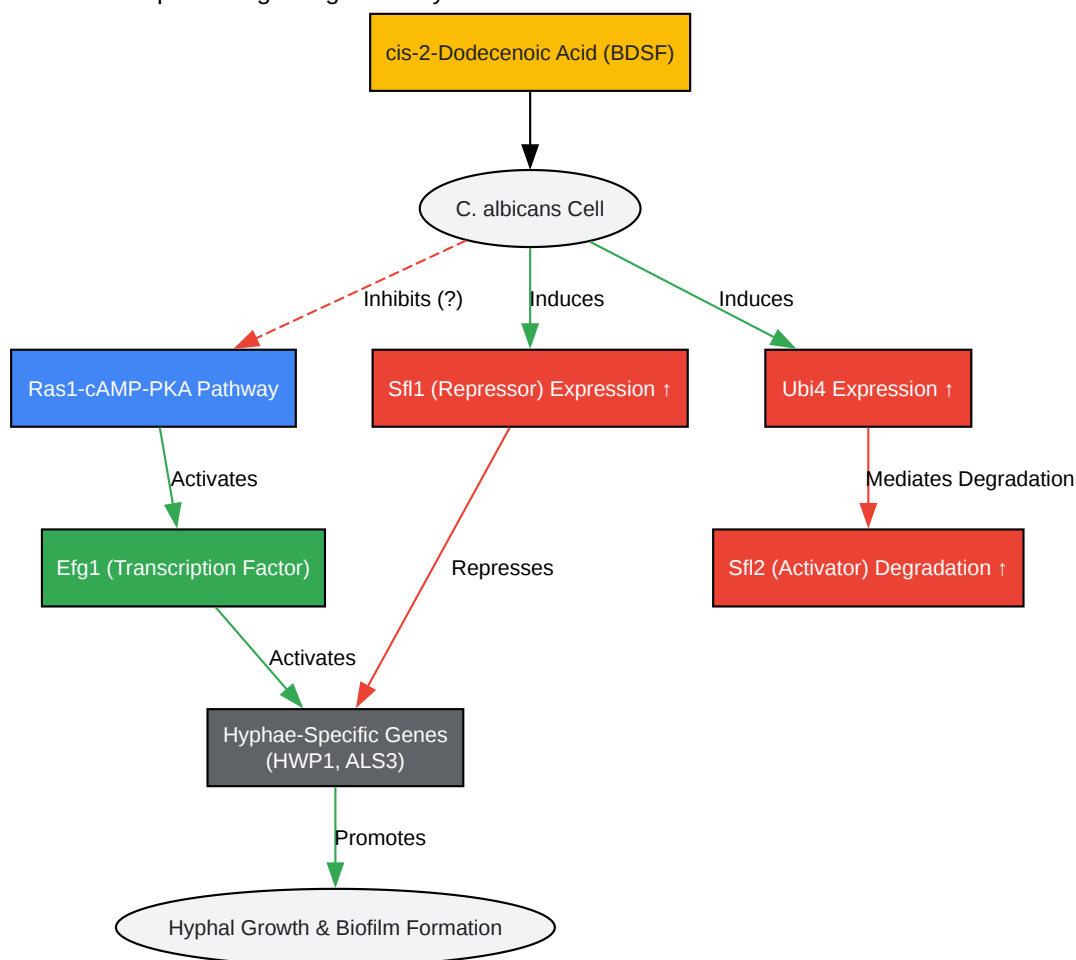 cis-2-Dodecenoic Acid (BDSF)
C. albicans Cell
Inhibits (?)
Induces
Induces
Ras1-cAMP-PKA Pathway
Sfl1 (Repressor) Expression ↑
Ubi4 Expression ↑
Activates
Mediates Degradation
Efg1 (Transcription Factor)
Represses
Sfl2 (Activator) Degradation ↑
Activates
Hyphae-Specific Genes
(HWP1, ALS3)
Promotes
Hyphal Growth & Biofilm Formation